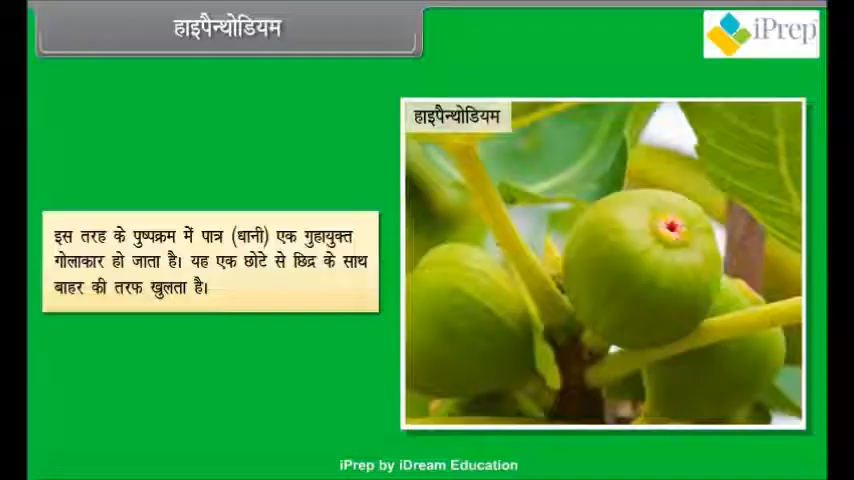 हाइपैन्थोडियम
iPrep
हाइपैन्थोडियम
इस तरह के पुष्पक्रम में पात्र (धानी) एक गुहायुक्त
गोलाकार हो जाता है। यह एक छोटे से छिद्र के साथ
बाहर की तरफ खुलता है।
iPrep by iDream Education